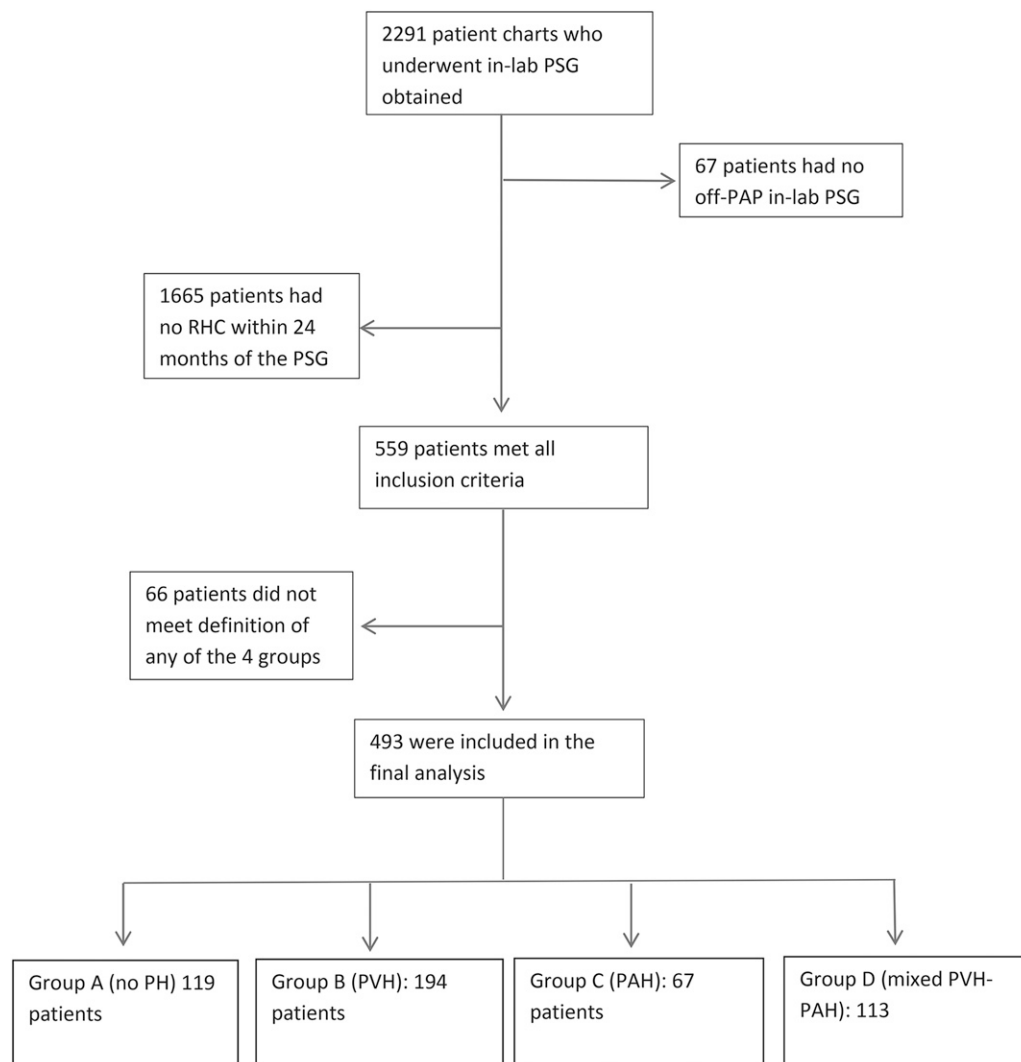 2291 patient charts who
underwent in-lab PSG
obtained
67 patients had no
off-PAP in-lab PSG
1665 patients had
no RHC within 24
months of the PSG
559 patients met all
inclusion criteria
66 patients did not
meet definition of
any of the 4 groups
493 were included in the
final analysis
Group A (no PH) 119
patients
Group B (PVH): 194
patients
Group C (PAH): 67
patients
Group D (mixed PVH-
PAH): 113